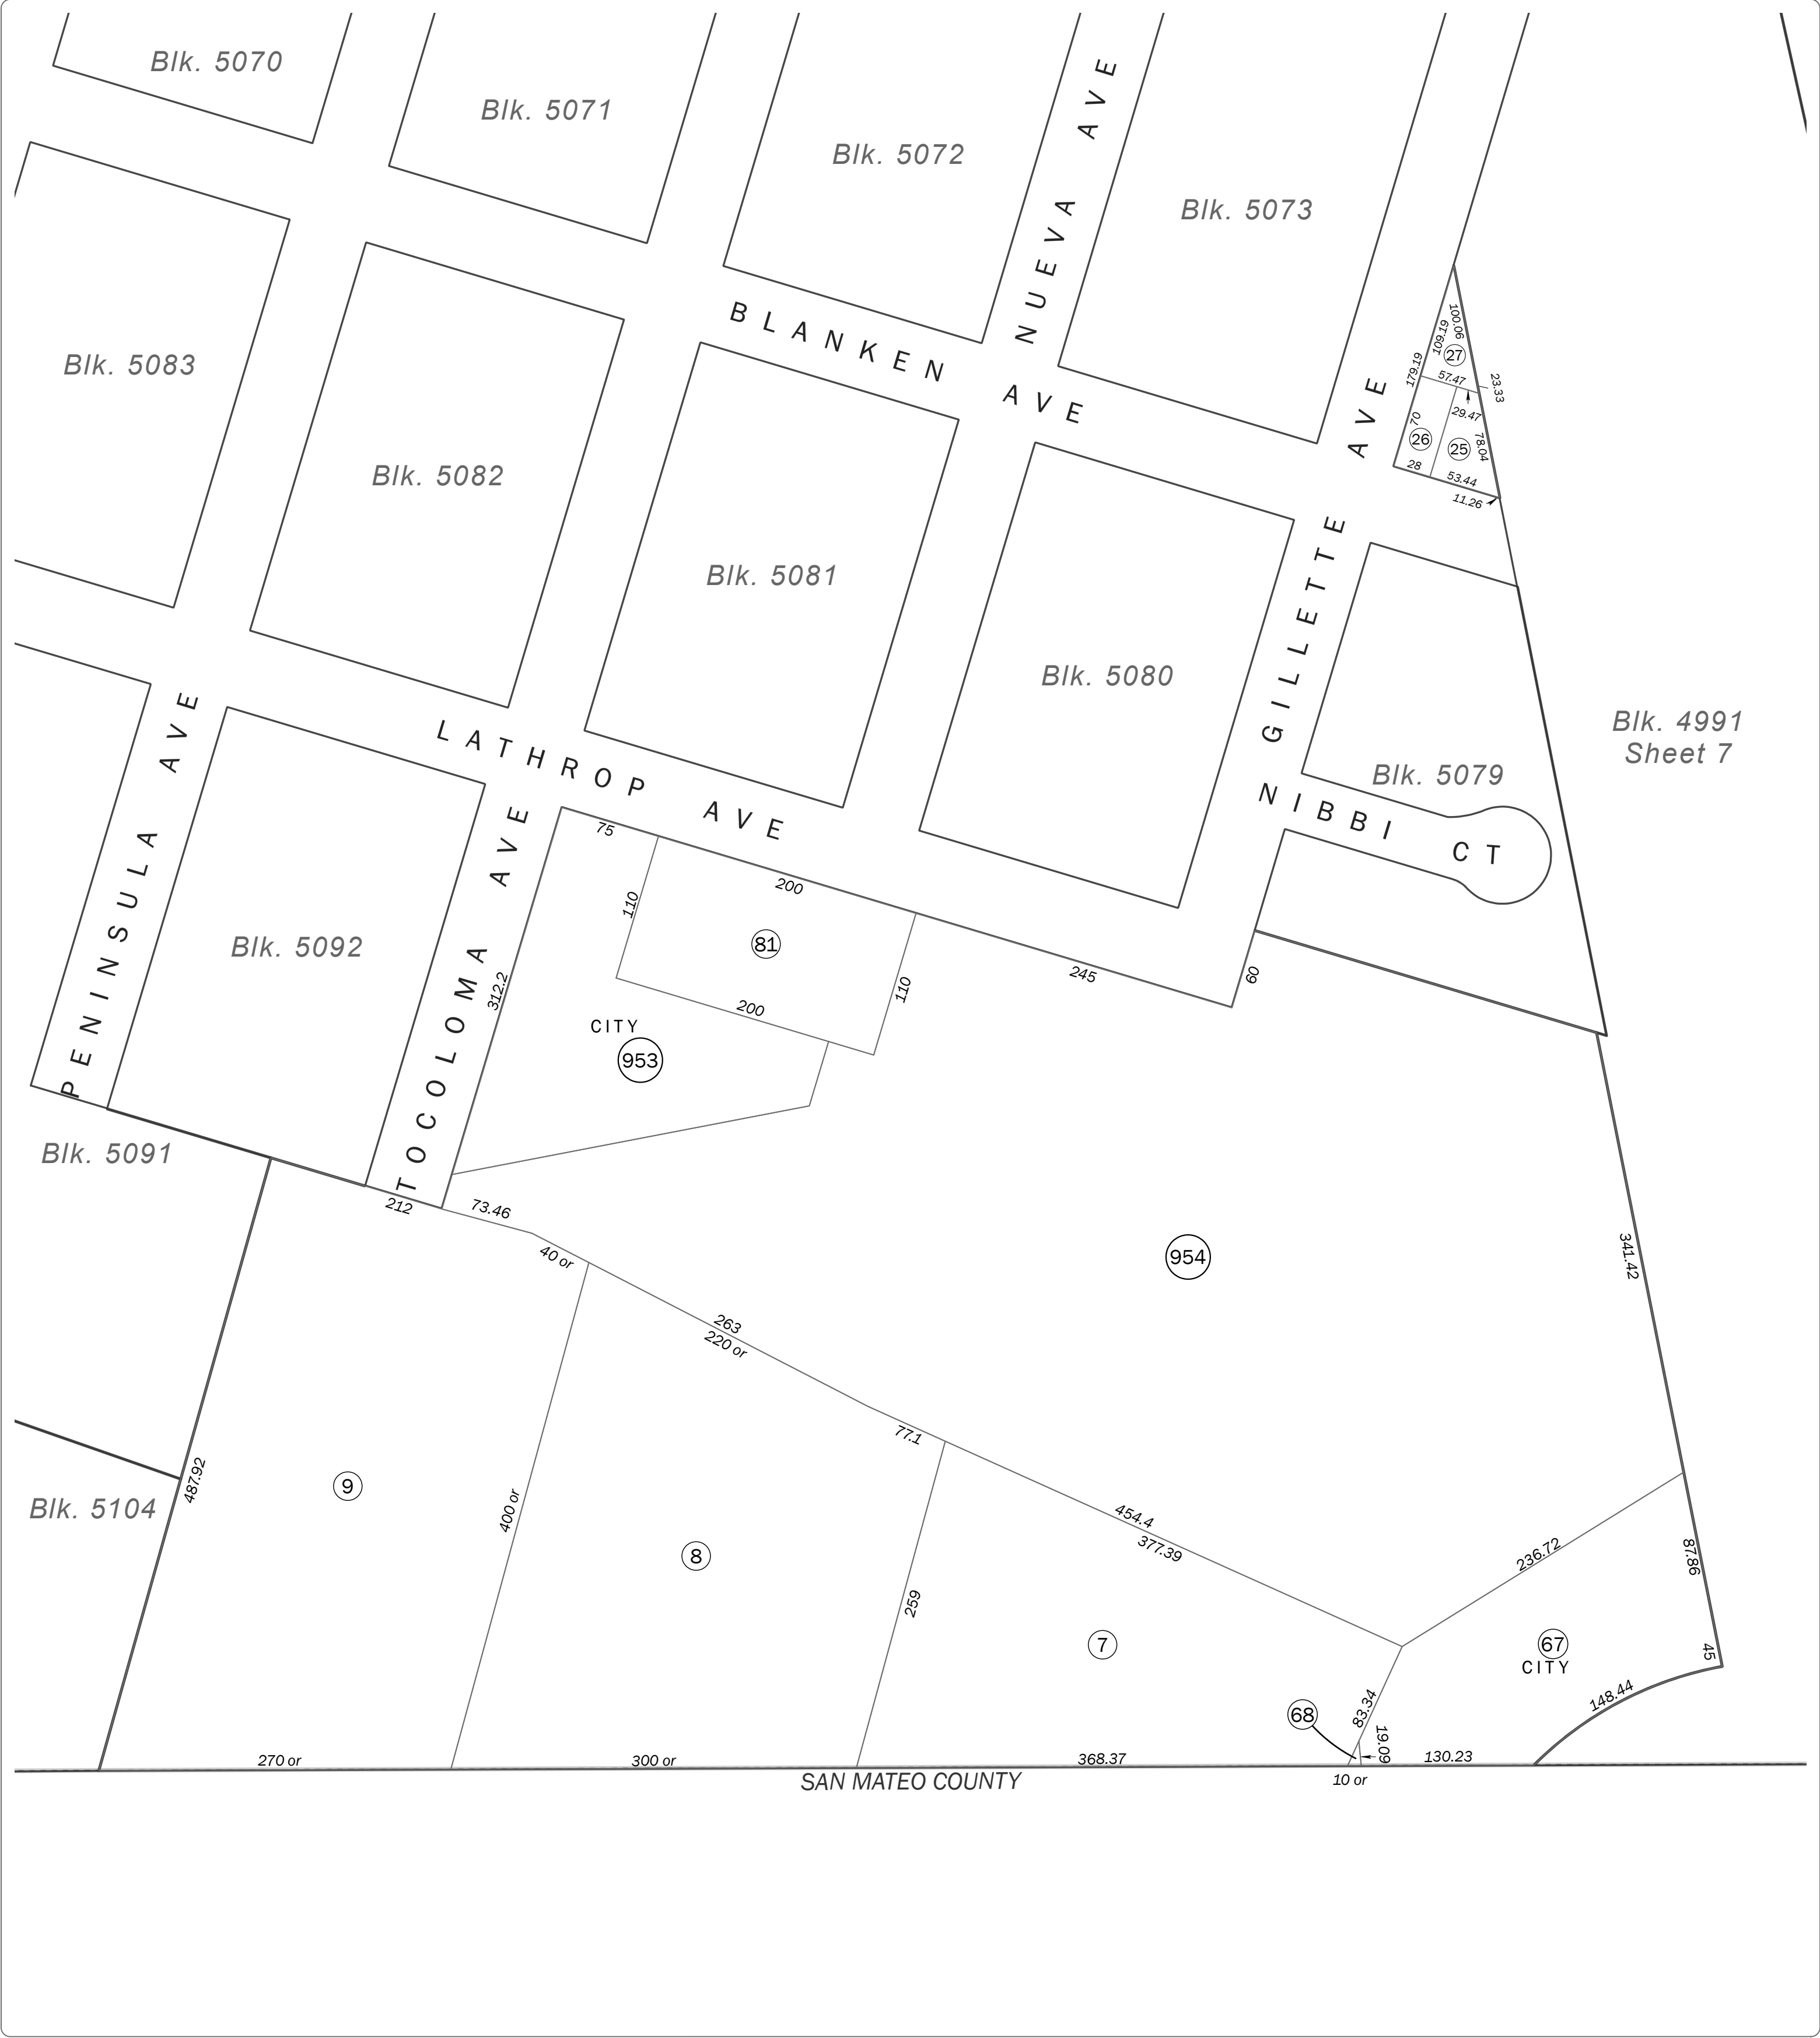 Blk. 5070
Blk. 5071
Blk. 5072
Blk. 5073
NUEVA AVE
BLANKEN AVE
Blk. 5083
Blk. 5082
Blk. 5081
Blk. 5080
GILLETTE AVE
100.06
109.19
27
179.19
57.47
23.33
29.47
70
26
25
78.04
28
53.44
11.26
Blk. 4991
Sheet 7
Blk. 5079
NIBBI CT
LATHROP AVE
PENINSULA AVE
Blk. 5092
TOCOLOMA AVE
75
200
110
81
110
200
245
60
312.2
CITY
953
Blk. 5091
212
73.46
40 or
954
341.42
263
220 or
77.1
454.4
377.39
236.72
87.86
Blk. 5104
487.92
9
400 or
8
259
7
67
CITY
45
148.44
68
83.34
19.09
270 or
300 or
368.37
130.23
10 or
SAN MATEO COUNTY